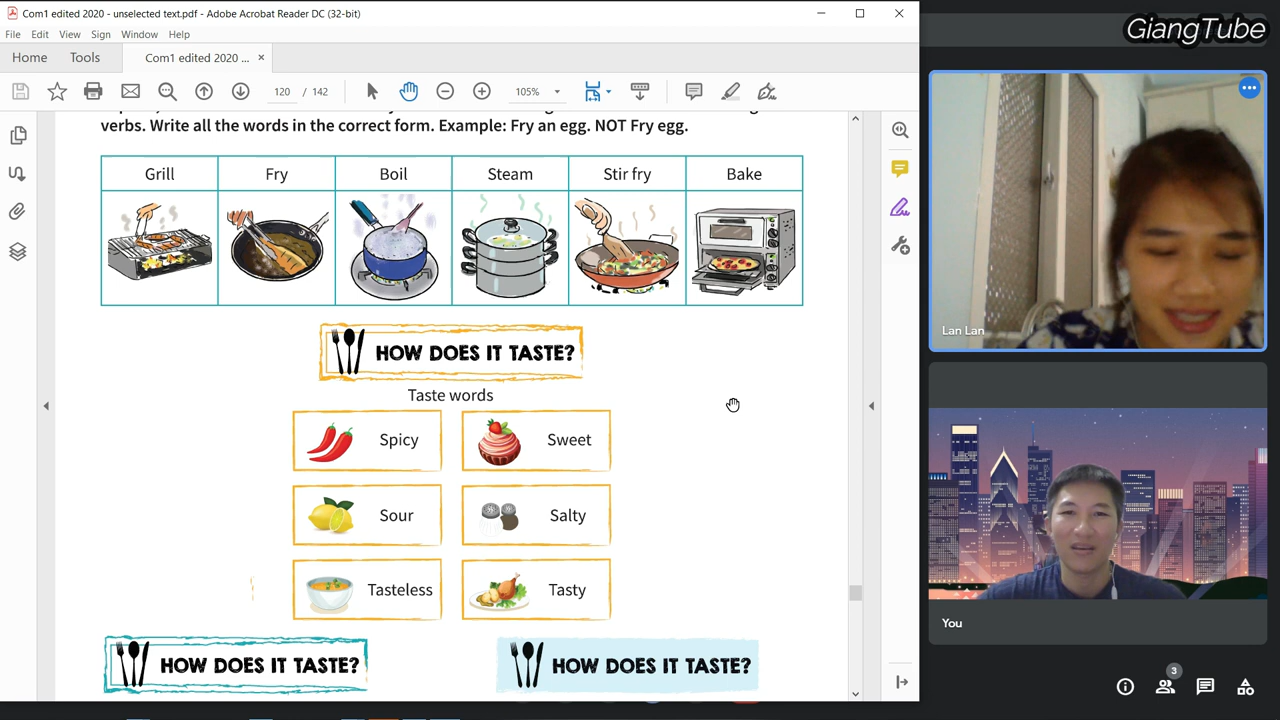 Com1 edited 2020 - unselected text.pdf - Adobe Acrobat Reader DC (32-bit)
GiangTube
File Edit View Sign Window Help
Home Tools Com1 edited 2020 ... ×
120 / 142 105%
verbs. Write all the words in the correct form. Example: Fry an egg. NOT Fry egg.
Grill Fry Boil Steam Stir fry Bake
HOW DOES IT TASTE?
Taste words
Spicy Sweet
Sour Salty
Tasteless Tasty
HOW DOES IT TASTE? HOW DOES IT TASTE?
Lan Lan
You
3